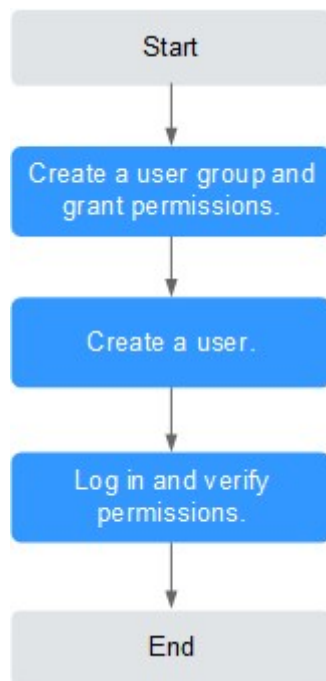 Start
Create a user group and
grant permissions.
Create a user.
Log in and verify
permissions.
End